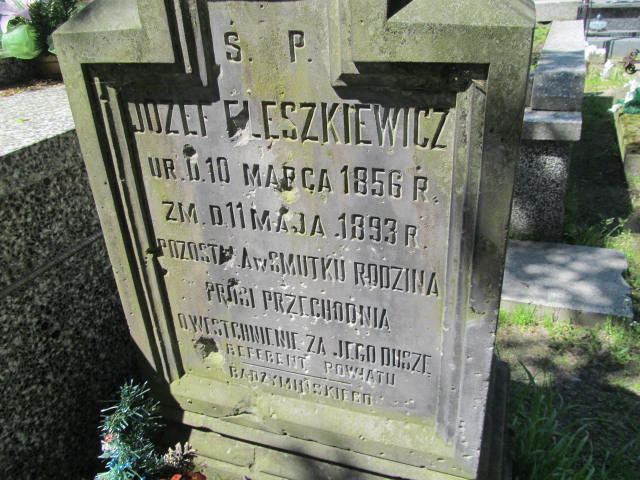 Ś. P.
JÓZEF PLESZKIEWICZ
UR. D. 10 MARCA 1856 R.
ZM. D. 11 MAJA 1893 R.
POZOSTAŁA W SMUTKU RODZINA
PROSI PRZECHODNIA
O WESTCHNIENIE ZA JEGO DUSZĘ
REFERENT POWIATU
RADZYMIŃSKIEGO